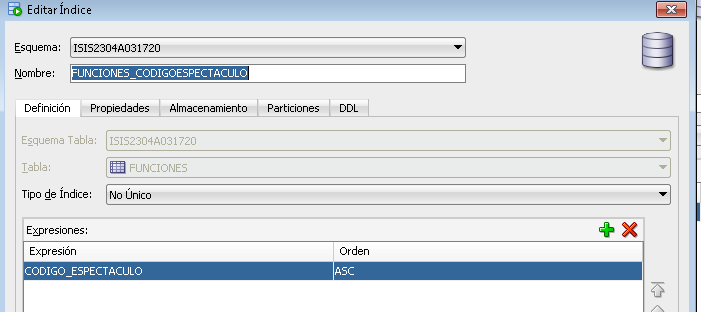 Editar Índice
Esquema: ISIS2304A031720
Nombre: FUNCIONES_CODIGOESPECTACULO
Definición Propiedades Almacenamiento Particiones DDL
Esquema Tabla: ISIS2304A031720
Tabla: FUNCIONES
Tipo de Índice: No Único
Expresiones:
Expresión Orden
CODIGO_ESPECTACULO ASC